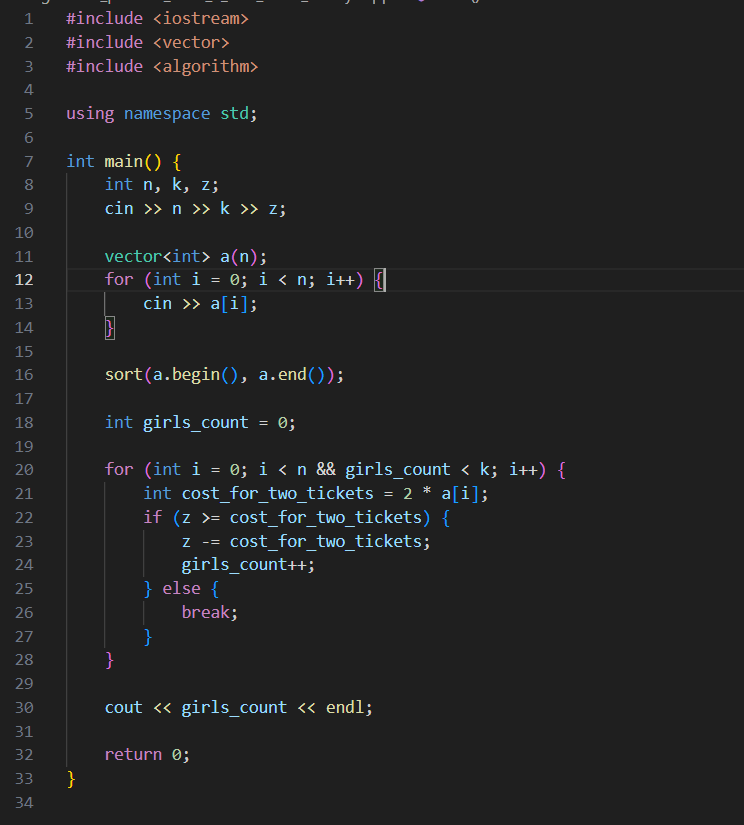 1 #include <iostream>
2 #include <vector>
3 #include <algorithm>
4
5 using namespace std;
6
7 int main() {
8     int n, k, z;
9     cin >> n >> k >> z;
10
11     vector<int> a(n);
12     for (int i = 0; i < n; i++) {
13         cin >> a[i];
14     }
15
16     sort(a.begin(), a.end());
17
18     int girls_count = 0;
19
20     for (int i = 0; i < n && girls_count < k; i++) {
21         int cost_for_two_tickets = 2 * a[i];
22         if (z >= cost_for_two_tickets) {
23             z -= cost_for_two_tickets;
24             girls_count++;
25         } else {
26             break;
27         }
28     }
29
30     cout << girls_count << endl;
31
32     return 0;
33 }
34